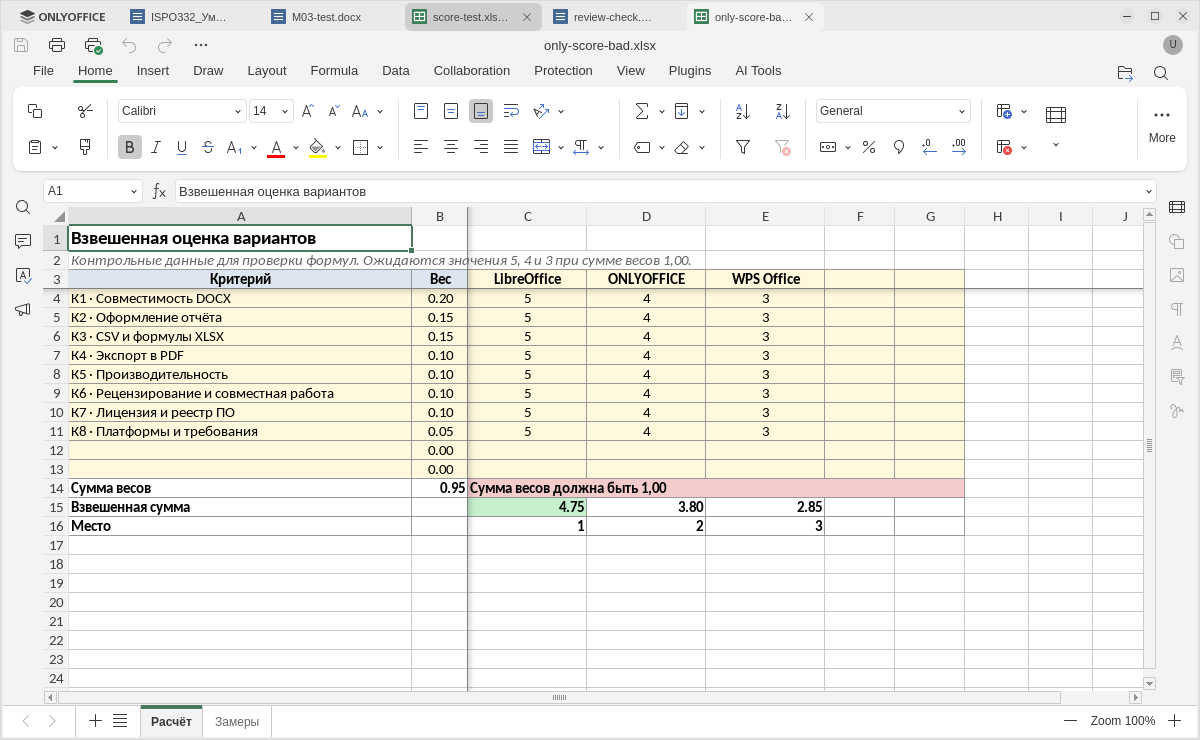 ONLYOFFICE ISPO332_Ум... M03-test.docx score-test.xls... review-check.... only-score-ba...
only-score-bad.xlsx U
File Home Insert Draw Layout Formula Data Collaboration Protection View Plugins AI Tools
Calibri 14 General
More
A1 fx Взвешенная оценка вариантов
A B C D E F G H I J
1 Взвешенная оценка вариантов
2 Контрольные данные для проверки формул. Ожидаются значения 5, 4 и 3 при сумме весов 1,00.
3 Критерий Вес LibreOffice ONLYOFFICE WPS Office
4 К1 · Совместимость DOCX 0.20 5 4 3
5 К2 · Оформление отчёта 0.15 5 4 3
6 К3 · CSV и формулы XLSX 0.15 5 4 3
7 К4 · Экспорт в PDF 0.10 5 4 3
8 К5 · Производительность 0.10 5 4 3
9 К6 · Рецензирование и совместная работа 0.10 5 4 3
10 К7 · Лицензия и реестр ПО 0.10 5 4 3
11 К8 · Платформы и требования 0.05 5 4 3
12 0.00
13 0.00
14 Сумма весов 0.95 Сумма весов должна быть 1,00
15 Взвешенная сумма 4.75 3.80 2.85
16 Место 1 2 3
17
18
19
20
21
22
23
24
Расчёт Замеры Zoom 100%